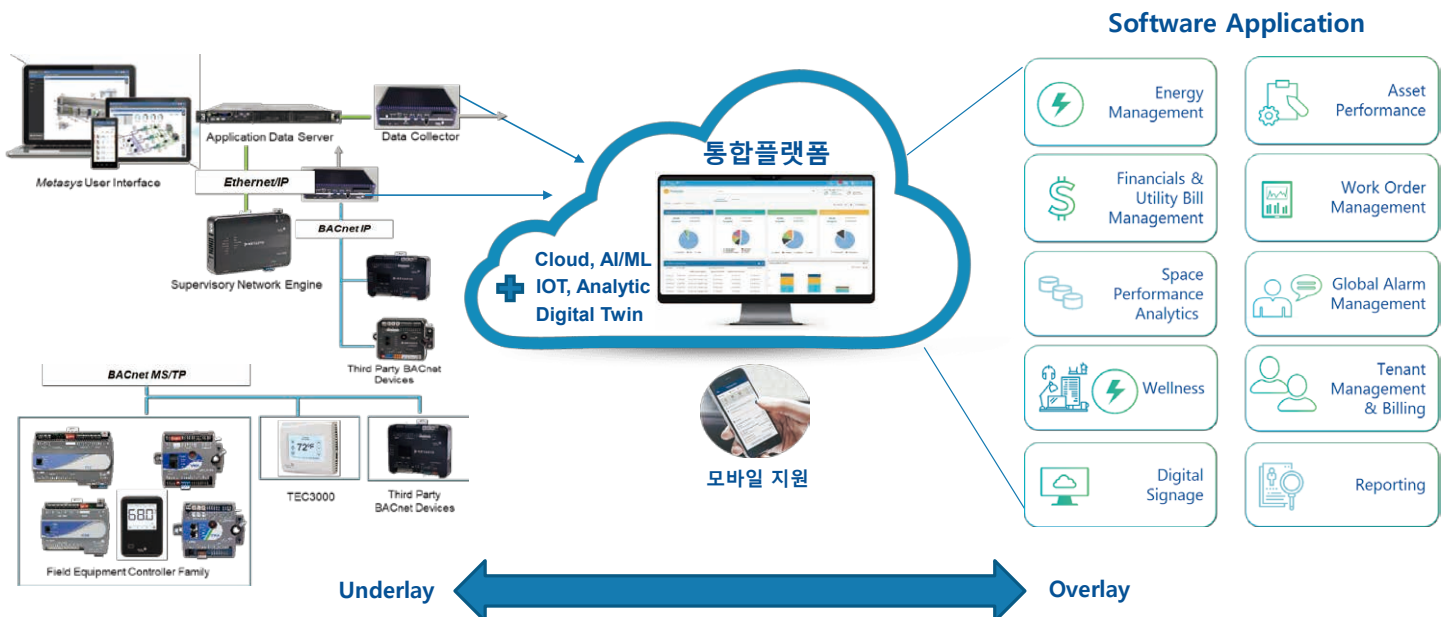 Software Application
Application Data Server
Data Collector
Metasys User Interface
Ethernet/IP
BACnet IP
Supervisory Network Engine
Third Party BACnet
Devices
BACnet MS/TP
72°F
TEC3000
Third Party
BACnet Devices
68.0
Field Equipment Controller Family
통합플랫폼
Cloud, AI/ML
IOT, Analytic
Digital Twin
모바일 지원
Energy
Management
Asset
Performance
Financials &
Utility Bill
Management
Work Order
Management
Space
Performance
Analytics
Global Alarm
Management
Wellness
Tenant
Management
& Billing
Digital
Signage
Reporting
Underlay
Overlay